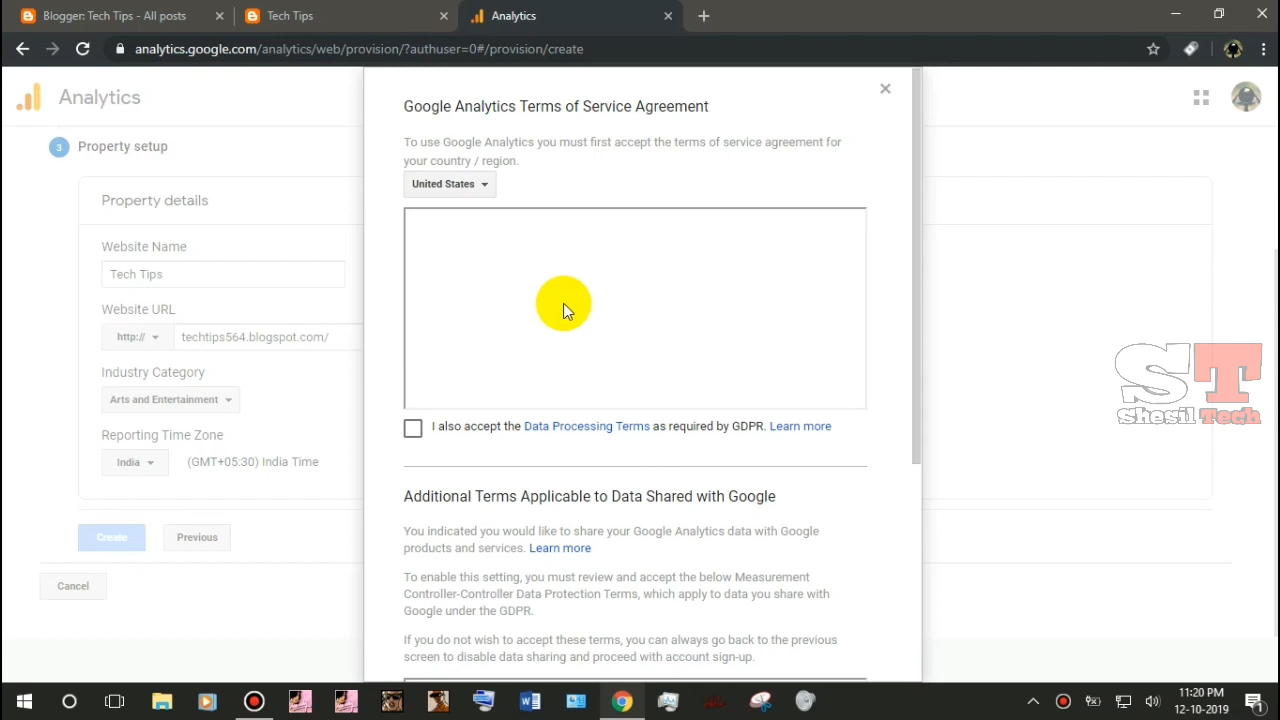 Blogger: Tech Tips - All posts
Tech Tips
Analytics
analytics.google.com/analytics/web/provision/?authuser=0#/provision/create
Analytics
3 Property setup
Property details
Website Name
Tech Tips
Website URL
http:// techtips564.blogspot.com/
Industry Category
Arts and Entertainment
Reporting Time Zone
India (GMT+05:30) India Time
Create Previous
Cancel
Google Analytics Terms of Service Agreement
To use Google Analytics you must first accept the terms of service agreement for
your country / region.
United States
I also accept the Data Processing Terms as required by GDPR. Learn more
Additional Terms Applicable to Data Shared with Google
You indicated you would like to share your Google Analytics data with Google
products and services. Learn more
To enable this setting, you must review and accept the below Measurement
Controller-Controller Data Protection Terms, which apply to data you share with
Google under the GDPR.
If you do not wish to accept these terms, you can always go back to the previous
screen to disable data sharing and proceed with account sign-up.
ST
Shesil Tech
11:20 PM
12-10-2019
1